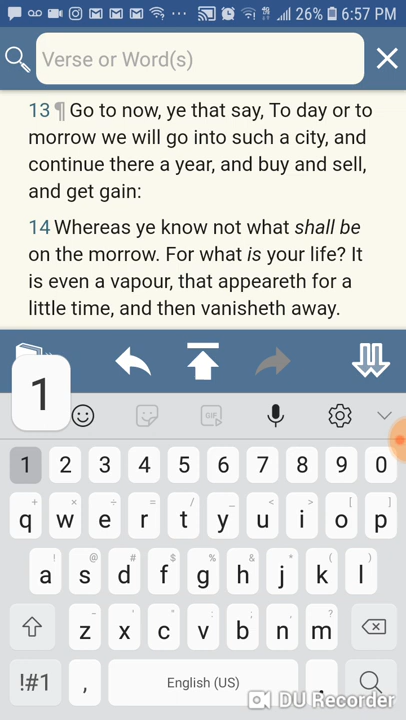 26% 6:57 PM
Verse or Word(s)
13 ¶ Go to now, ye that say, To day or to
morrow we will go into such a city, and
continue there a year, and buy and sell,
and get gain:
14 Whereas ye know not what shall be
on the morrow. For what is your life? It
is even a vapour, that appeareth for a
little time, and then vanisheth away.
1
GIF
1 2 3 4 5 6 7 8 9 0
+ × ÷ = / _ < > [ ]
q w e r t y u i o p
! @ # $ % & * ( )
a s d f g h j k l
- ' " : ; , ?
z x c v b n m
!#1 , English (US) .
DU Recorder